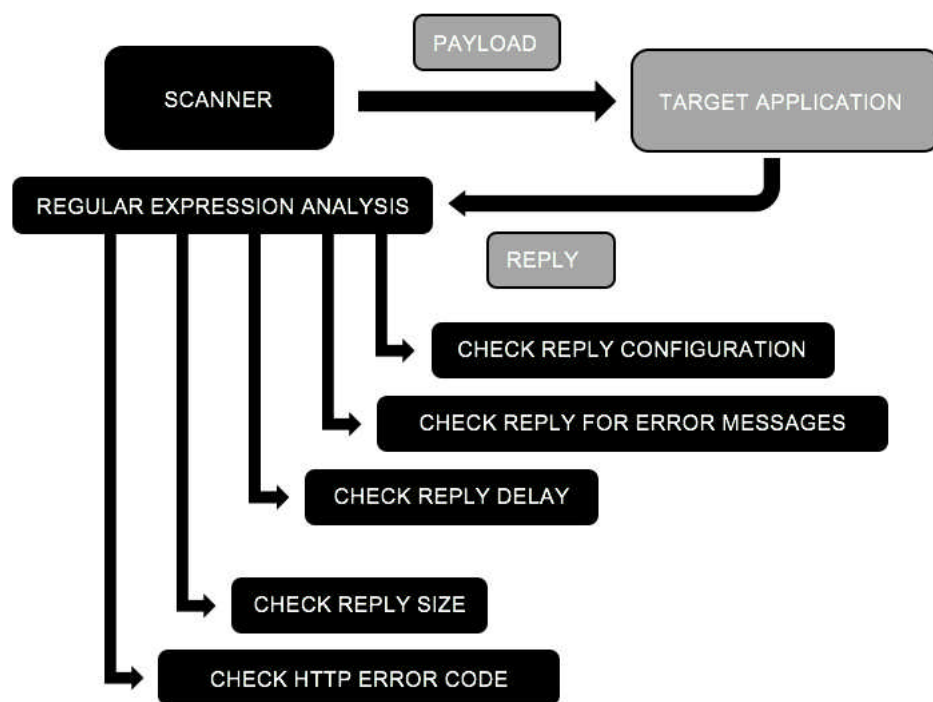 PAYLOAD
SCANNER
TARGET APPLICATION
REGULAR EXPRESSION ANALYSIS
REPLY
CHECK REPLY CONFIGURATION
CHECK REPLY FOR ERROR MESSAGES
CHECK REPLY DELAY
CHECK REPLY SIZE
CHECK HTTP ERROR CODE